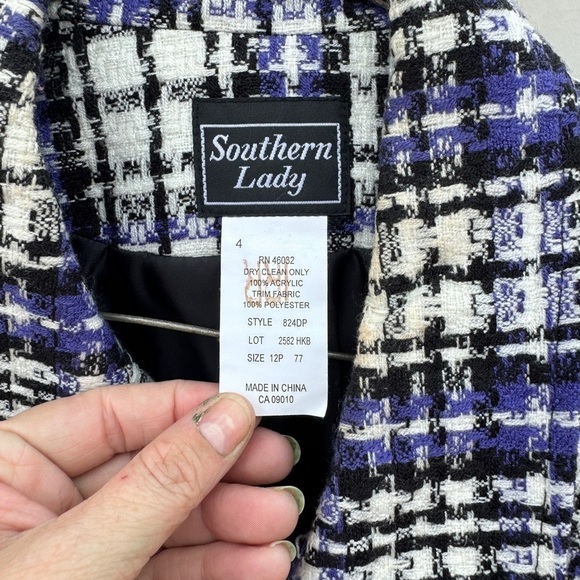 Southern
Lady
4
RN 46032
DRY CLEAN ONLY
100% ACRYLIC
TRIM FABRIC
100% POLYESTER
STYLE 824DP
LOT 2582 HKB
SIZE 12P 77
MADE IN CHINA
CA 09010